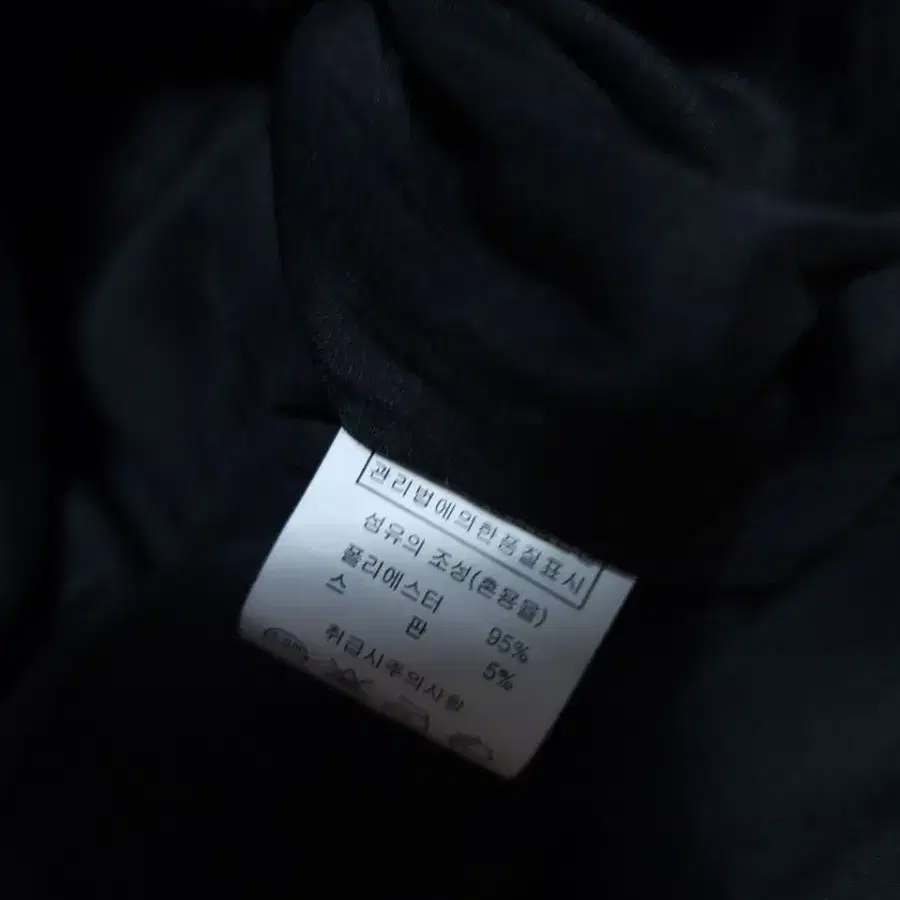 관리법에의한품질표시
섬유의 조성(혼용율)
폴리에스터 95%
스 판 5%
취급시주의사항